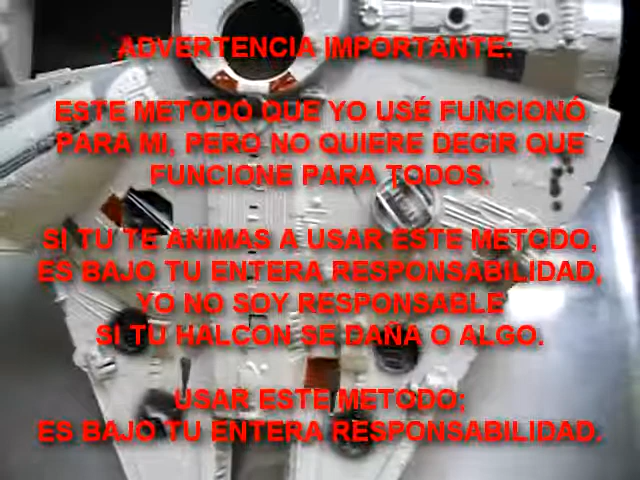 ADVERTENCIA IMPORTANTE:
ESTE METODO QUE YO USÉ FUNCIONÓ
PARA MI, PERO NO QUIERE DECIR QUE
FUNCIONE PARA TODOS.
SI TU TE ANIMAS A USAR ESTE METODO,
ES BAJO TU ENTERA RESPONSABILIDAD,
YO NO SOY RESPONSABLE
SI TU HALCON SE DAÑA O ALGO.
USAR ESTE METODO:
ES BAJO TU ENTERA RESPONSABILIDAD.